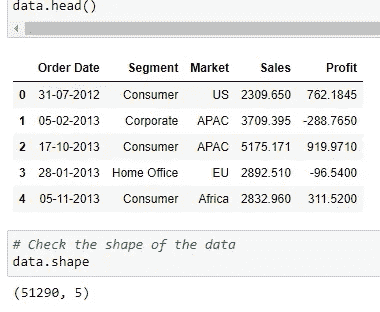 data.head()
Order Date Segment Market Sales Profit
0 31-07-2012 Consumer US 2309.650 762.1845
1 05-02-2013 Corporate APAC 3709.395 -288.7650
2 17-10-2013 Consumer APAC 5175.171 919.9710
3 28-01-2013 Home Office EU 2892.510 -96.5400
4 05-11-2013 Consumer Africa 2832.960 311.5200
# Check the shape of the data
data.shape
(51290, 5)